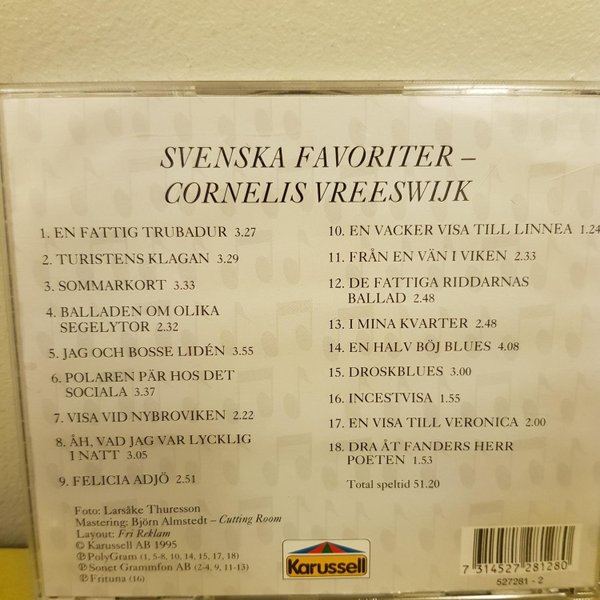 SVENSKA FAVORITER –
CORNELIS VREESWIJK
1. EN FATTIG TRUBADUR 3.27
2. TURISTENS KLAGAN 3.29
3. SOMMARKORT 3.33
4. BALLADEN OM OLIKA
SEGELYTOR 2.32
5. JAG OCH BOSSE LIDÉN 3.55
6. POLAREN PÄR HOS DET
SOCIALA 3.37
7. VISA VID NYBROVIKEN 2.22
8. ÅH, VAD JAG VAR LYCKLIG
I NATT 3.05
9. FELICIA ADJÖ 2.51
10. EN VACKER VISA TILL LINNEA 1.24
11. FRÅN EN VÄN I VIKEN 2.33
12. DE FATTIGA RIDDARNAS
BALLAD 2.48
13. I MINA KVARTER 2.48
14. EN HALV BÖJ BLUES 4.08
15. DROSKBLUES 3.00
16. INCESTVISA 1.55
17. EN VISA TILL VERONICA 2.00
18. DRA ÅT FANDERS HERR
POETEN 1.53
Total speltid 51.20
Foto: Larsåke Thuresson
Mastering: Björn Almstedt – Cutting Room
Layout: Fri Reklam
© Karussell AB 1995
℗ PolyGram (1, 5-8, 10, 14, 15, 17, 18)
℗ Sonet Grammfon AB (2-4, 9, 11-13)
℗ Frituna (16)
Karussell
7 314527 281280
527281 - 2